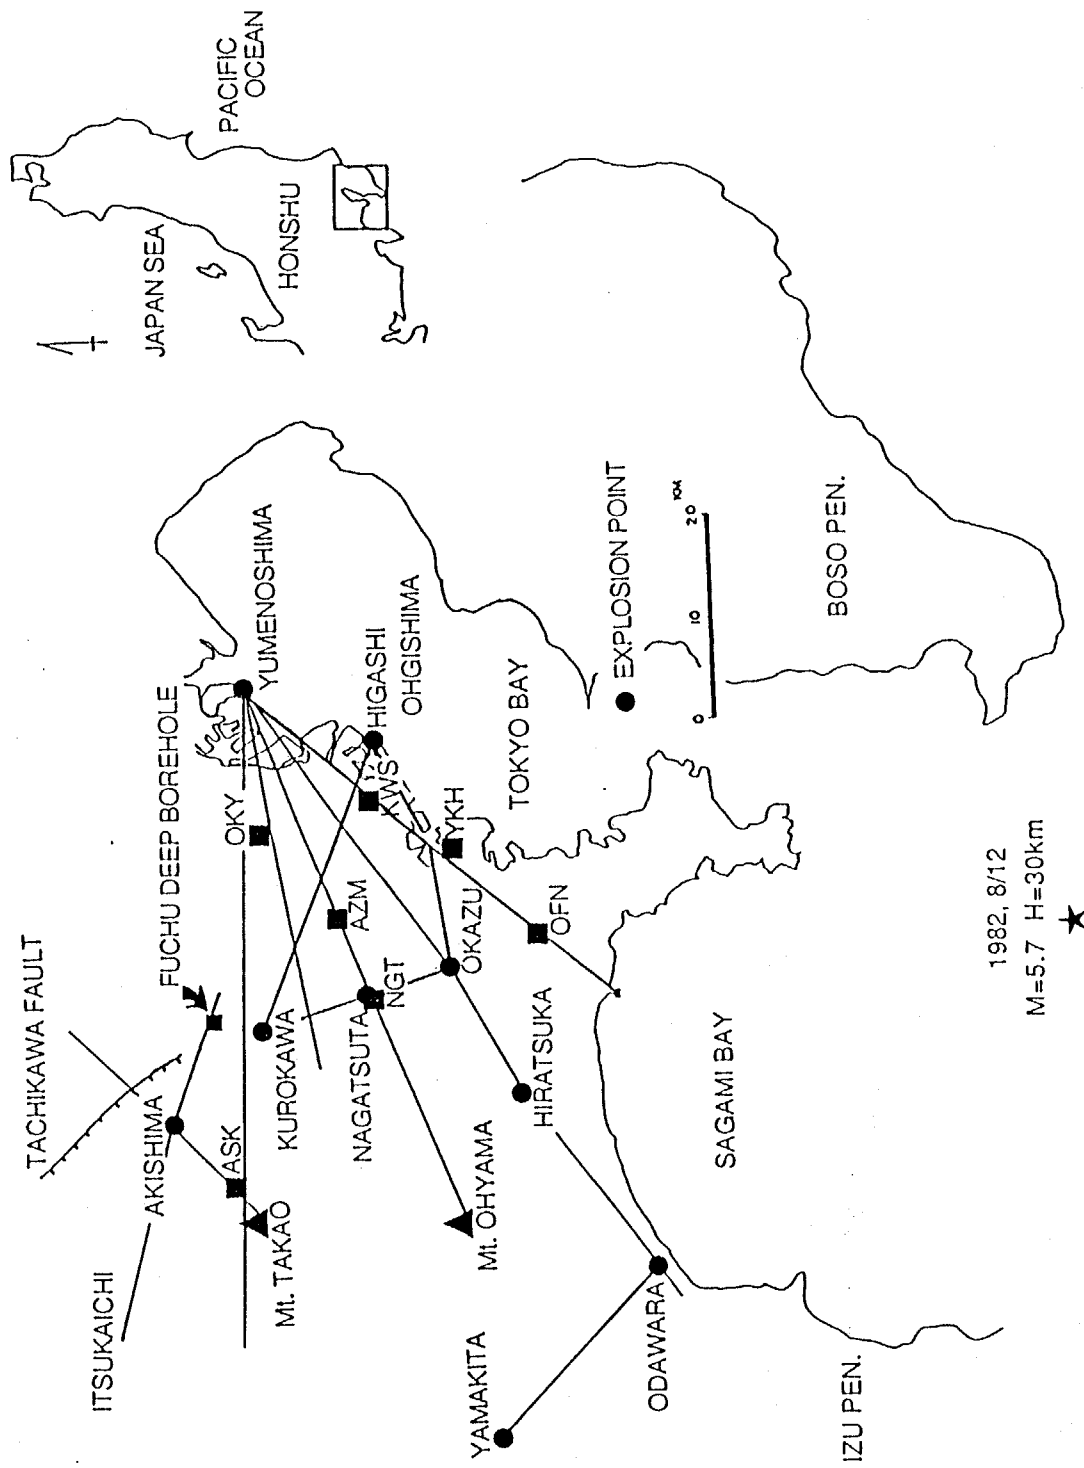 JAPAN SEA
HONSHU
PACIFIC
OCEAN
TACHIKAWA FAULT
FUCHU DEEP BOREHOLE
ITSUKAICHI
AKISHIMA
ASK
Mt. TAKAO
OKY
YUMENOSHIMA
KUROKAWA
AZM
NAGATSUTA
NGT
KWS
HIGASHI
OHGISHIMA
YKH
Mt. OHYAMA
OKAZU
OFN
HIRATSUKA
TOKYO BAY
YAMAKITA
ODAWARA
SAGAMI BAY
EXPLOSION POINT
0 10 20 KM
IZU PEN.
BOSO PEN.
1982, 8/12
M=5.7 H=30km